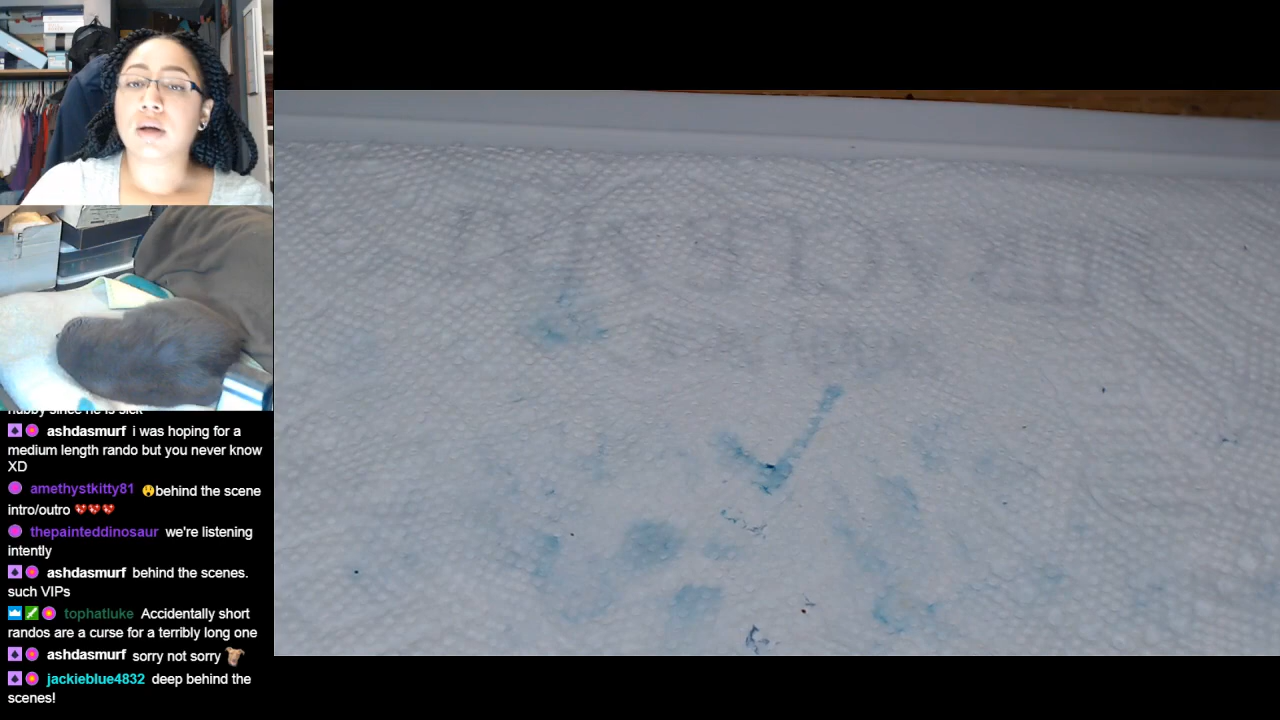 hubby since he is sick
ashdasmurf i was hoping for a
medium length rando but you never know
XD
amethystkitty81 😲behind the scene
intro/outro 💖💖💖
thepainteddinosaur we're listening
intently
ashdasmurf behind the scenes.
such VIPs
tophatluke Accidentally short
randos are a curse for a terribly long one
ashdasmurf sorry not sorry
jackieblue4832 deep behind the
scenes!